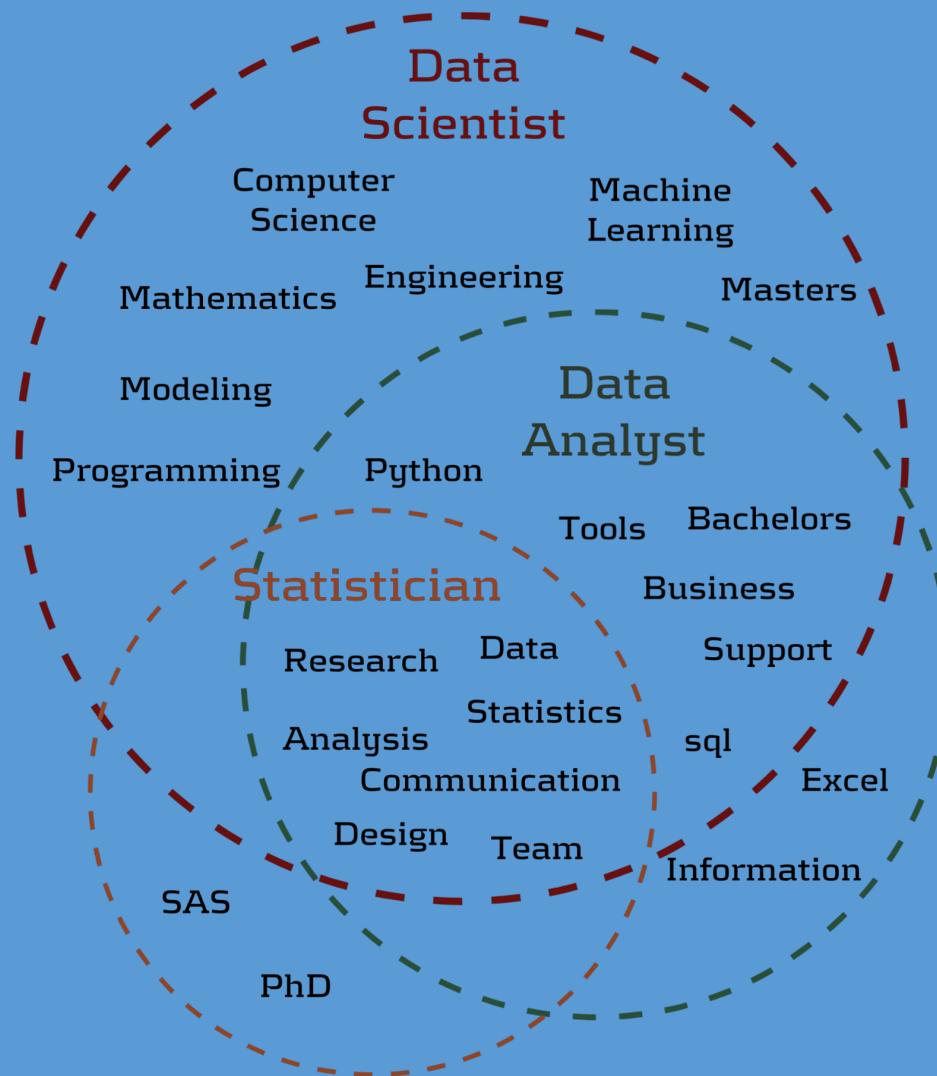 Data
Scientist
Computer
Science
Machine
Learning
Engineering
Mathematics
Masters
Modeling
Data
Analyst
Programming
Python
Tools
Bachelors
Statistician
Business
Research
Data
Support
Statistics
Analysis
sql
Communication
Excel
Design
Team
Information
SAS
PhD